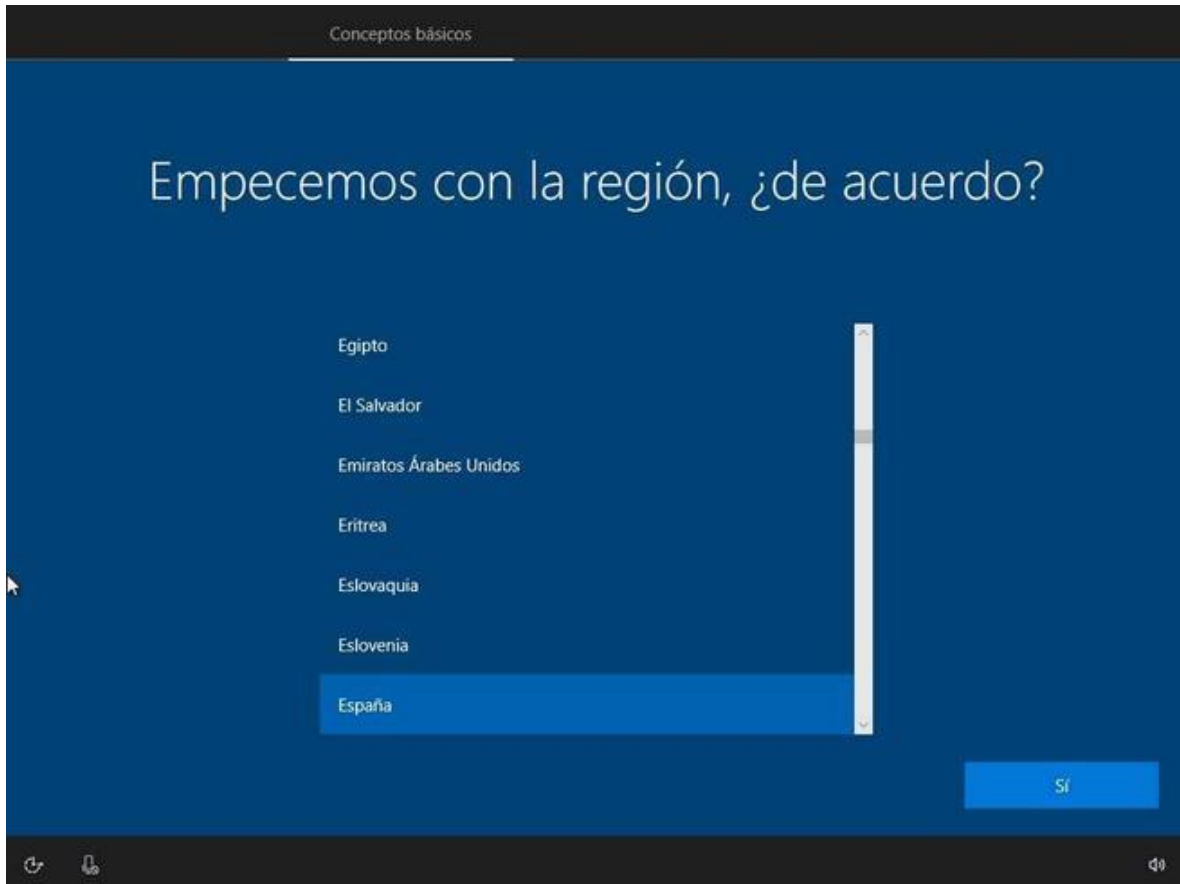 Conceptos básicos
Empecemos con la región, ¿de acuerdo?
Egipto
El Salvador
Emiratos Árabes Unidos
Eritrea
Eslovaquia
Eslovenia
España
Sí